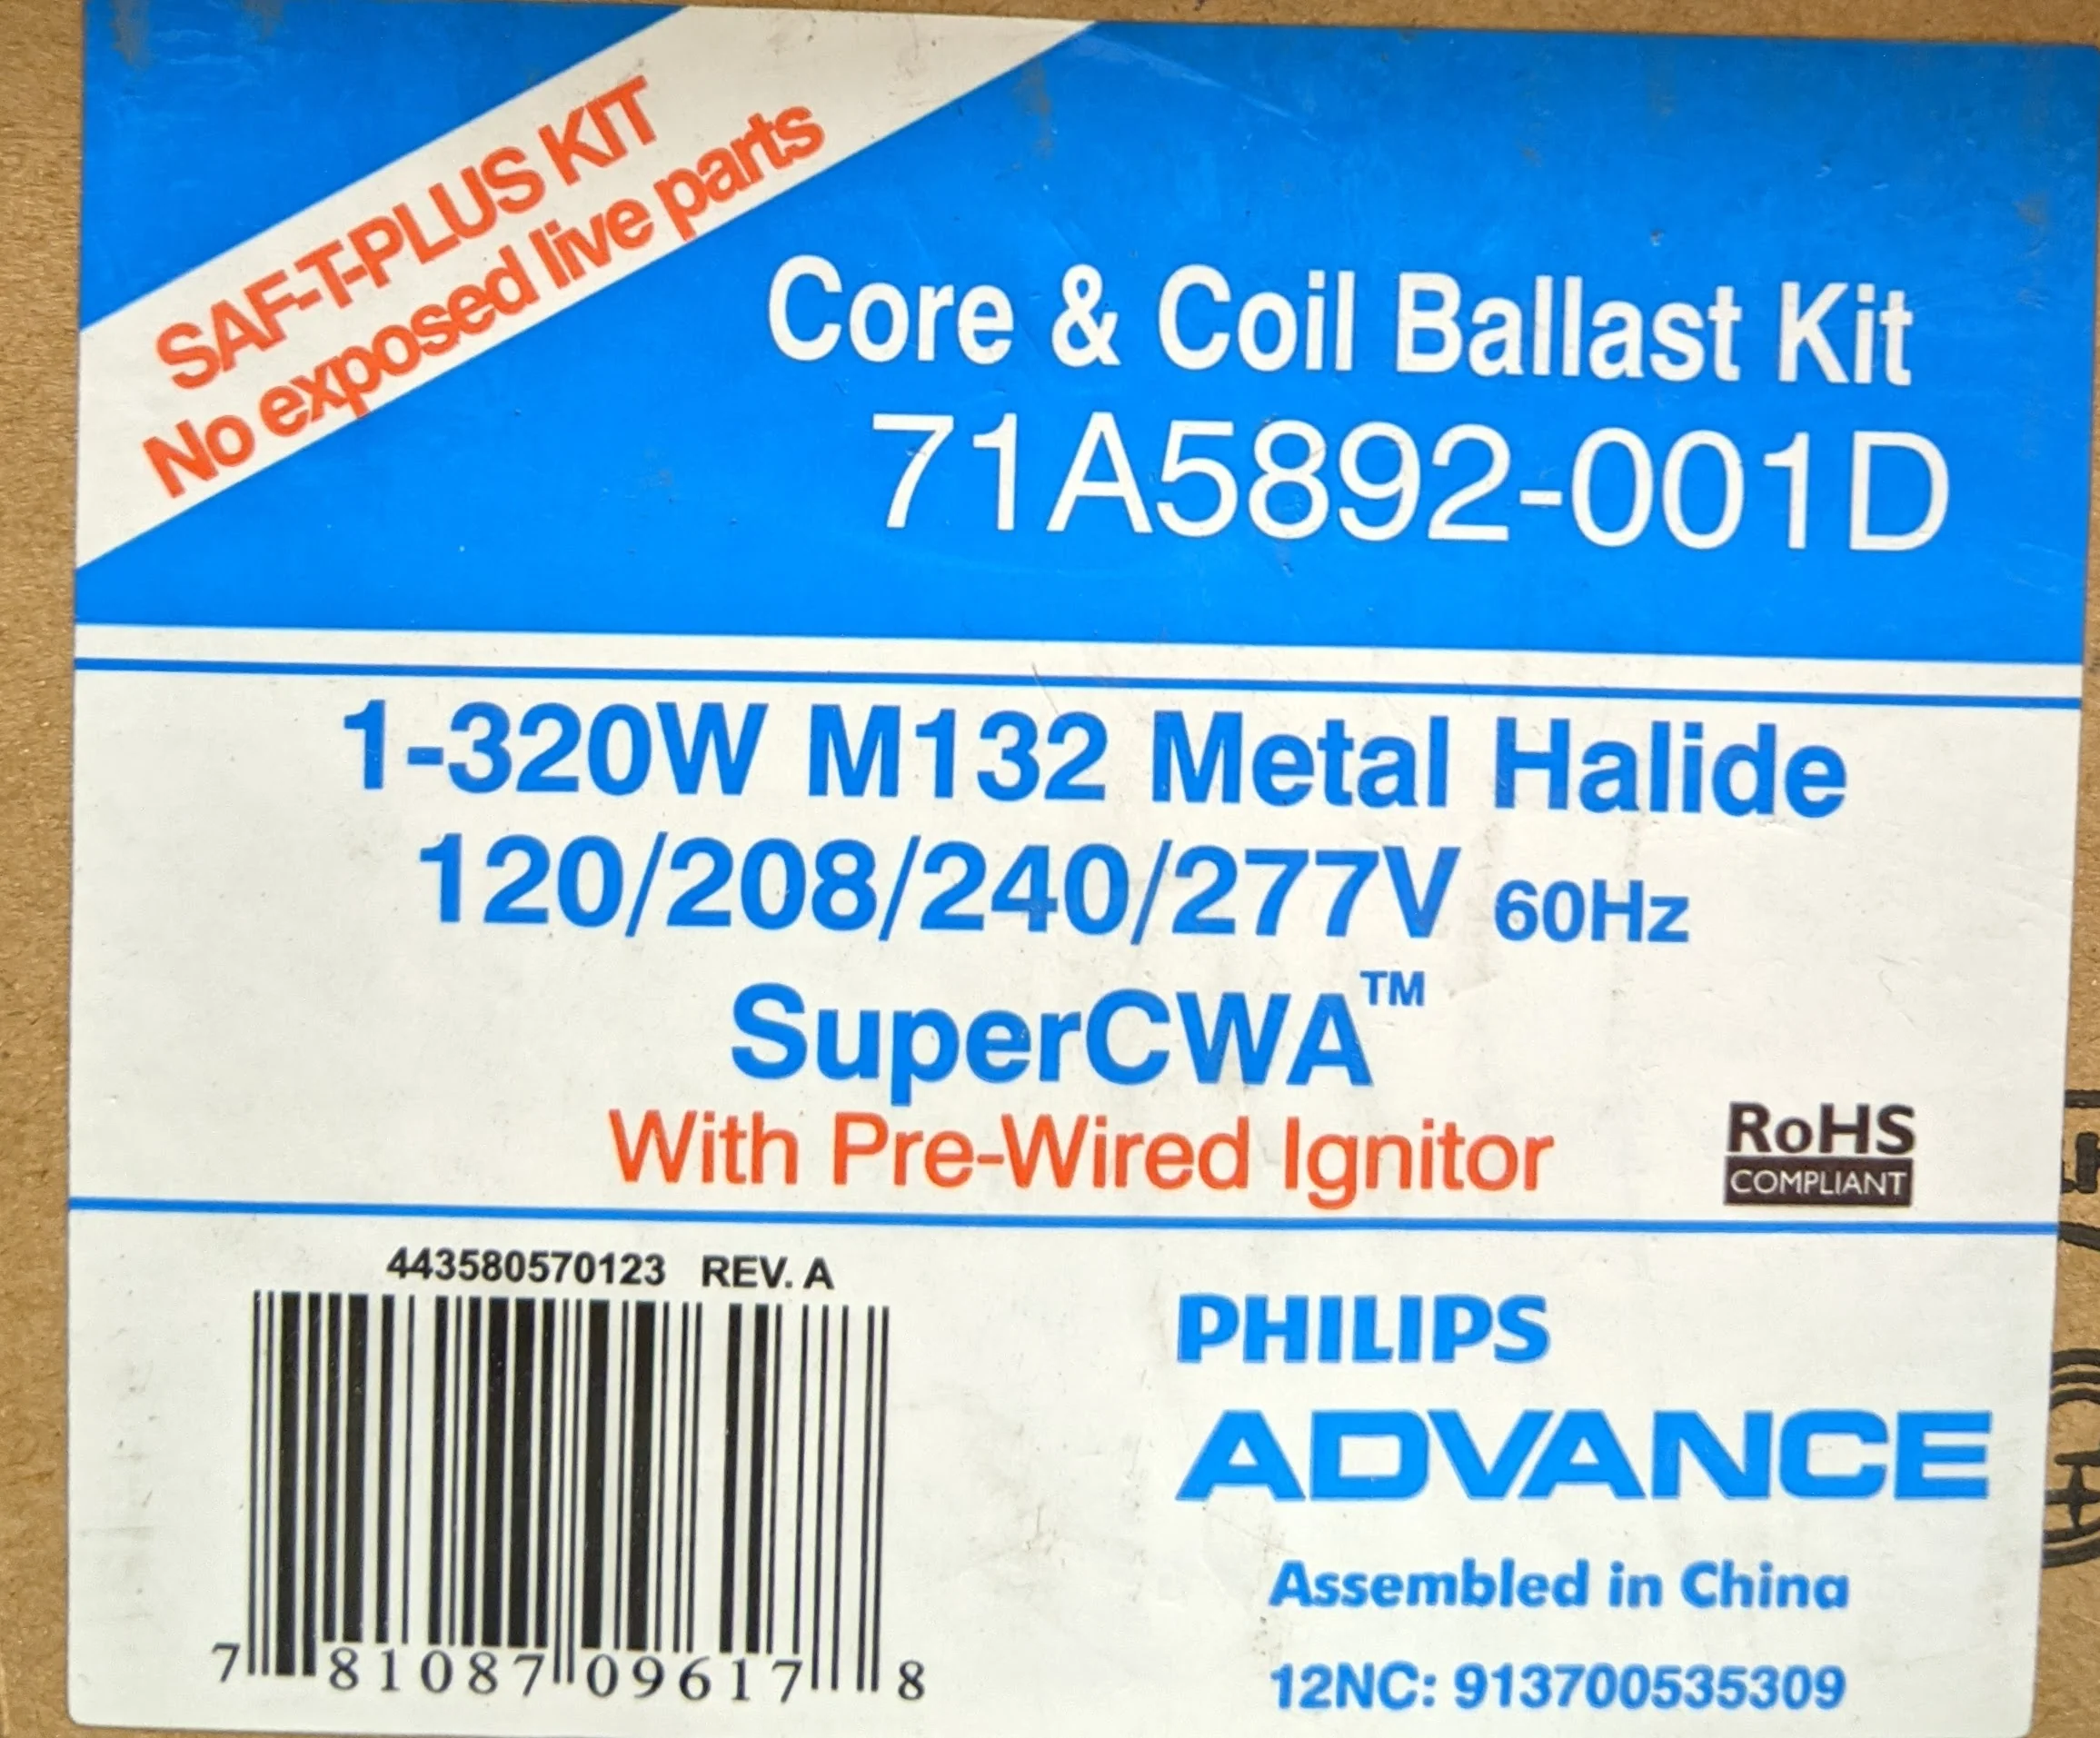 SAF-T-PLUS KIT
No exposed live parts
Core & Coil Ballast Kit
71A5892-001D
1-320W M132 Metal Halide
120/208/240/277V 60Hz
SuperCWA™
With Pre-Wired Ignitor
RoHS
COMPLIANT
443580570123 REV. A
7 81087 09617 8
PHILIPS
ADVANCE
Assembled in China
12NC: 913700535309